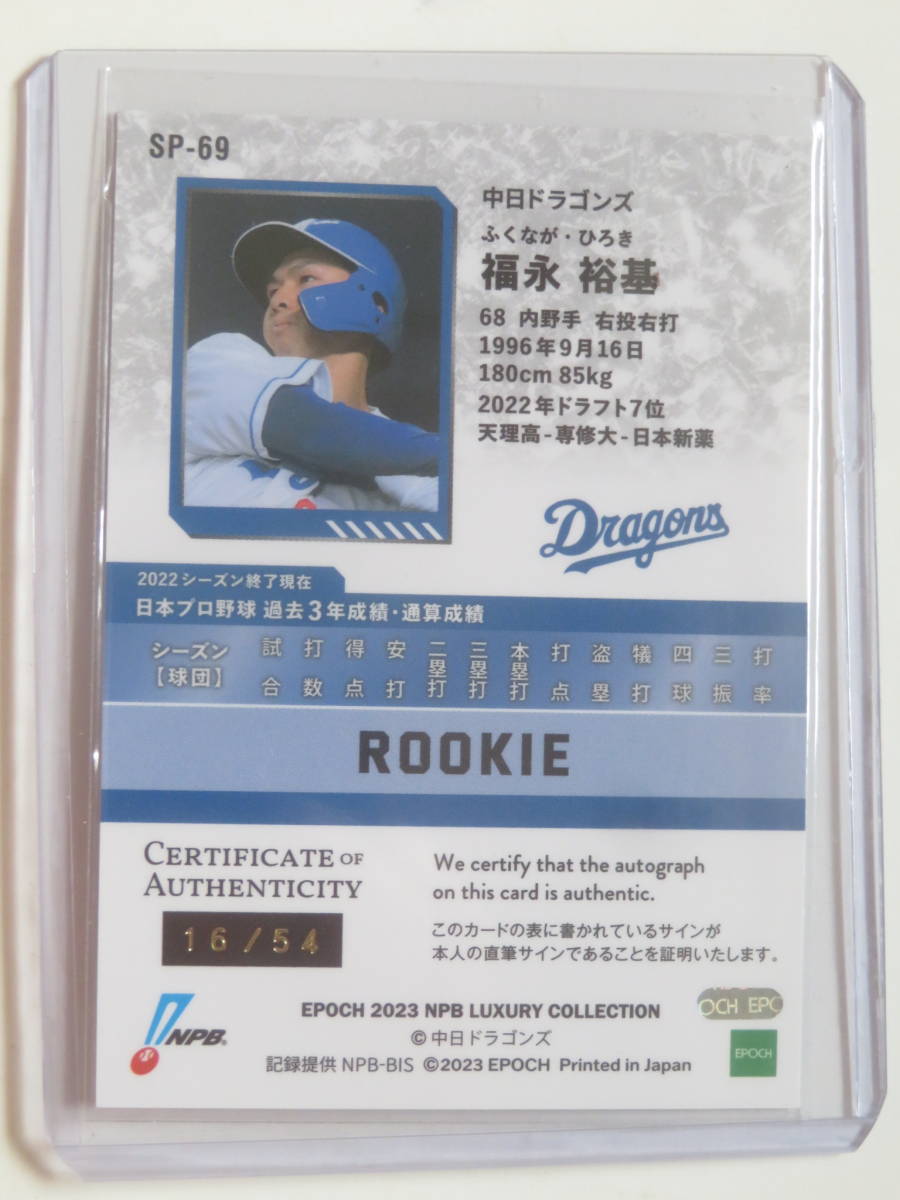 SP-69
中日ドラゴンズ
ふくなが・ひろき
福永 裕基
68 内野手 右投右打
1996年9月16日
180cm 85kg
2022年ドラフト7位
天理高-専修大-日本新薬
Dragons
2022シーズン終了現在
日本プロ野球 過去3年成績・通算成績
シーズン【球団】 試合 打数 得点 安打 二塁打 三塁打 本塁打 打点 盗塁 犠打 四球 三振 打率
ROOKIE
CERTIFICATE OF
AUTHENTICITY
16/54
We certify that the autograph
on this card is authentic.
このカードの表に書かれているサインが
本人の直筆サインであることを証明いたします。
NPB
EPOCH 2023 NPB LUXURY COLLECTION
©中日ドラゴンズ
記録提供 NPB-BIS ©2023 EPOCH Printed in Japan
OCH EPO
EPOCH